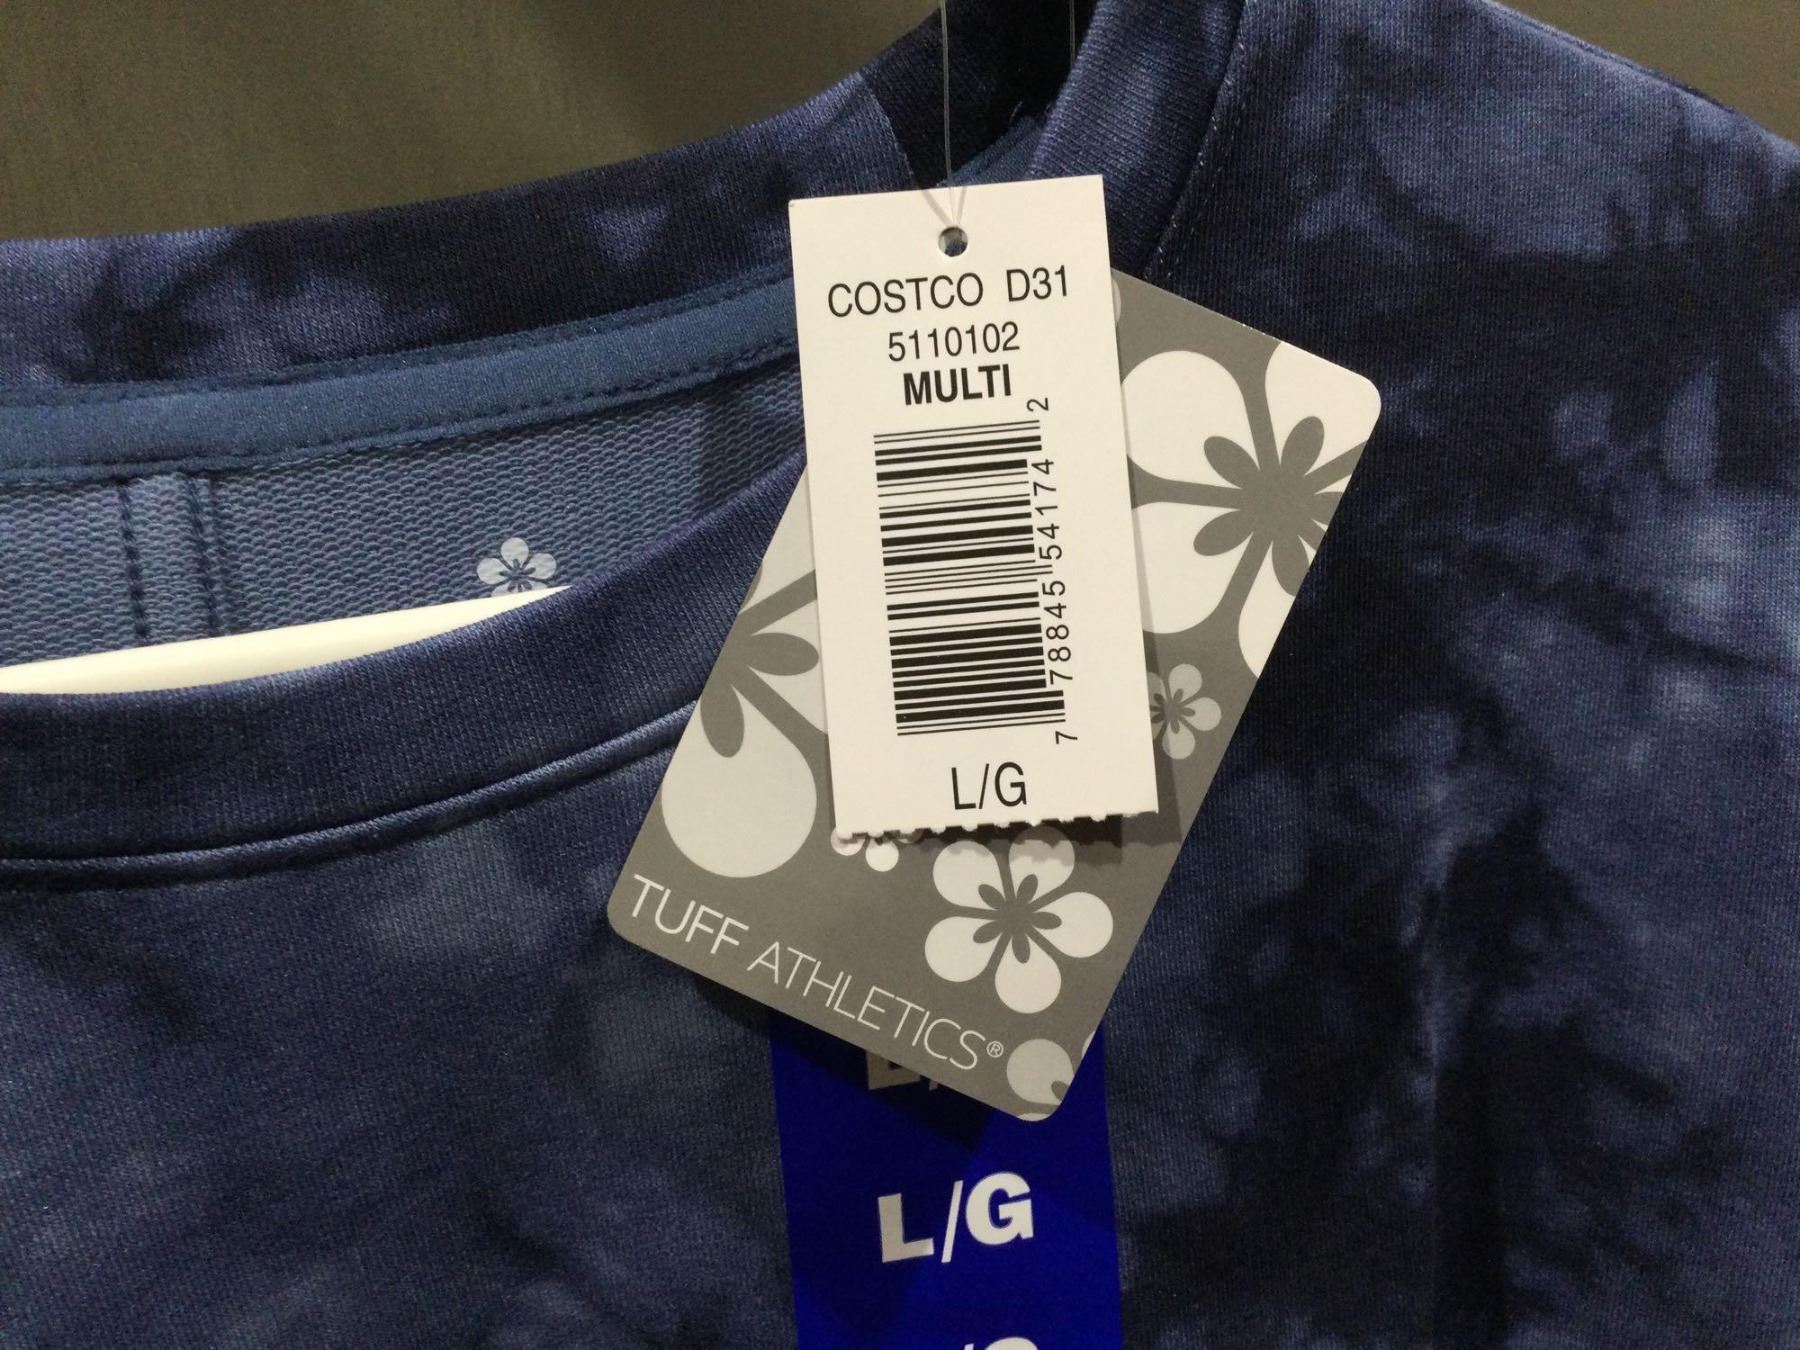 COSTCO D31
5110102
MULTI
7 78845 54174 2
L/G
TUFF ATHLETICS®
L/G